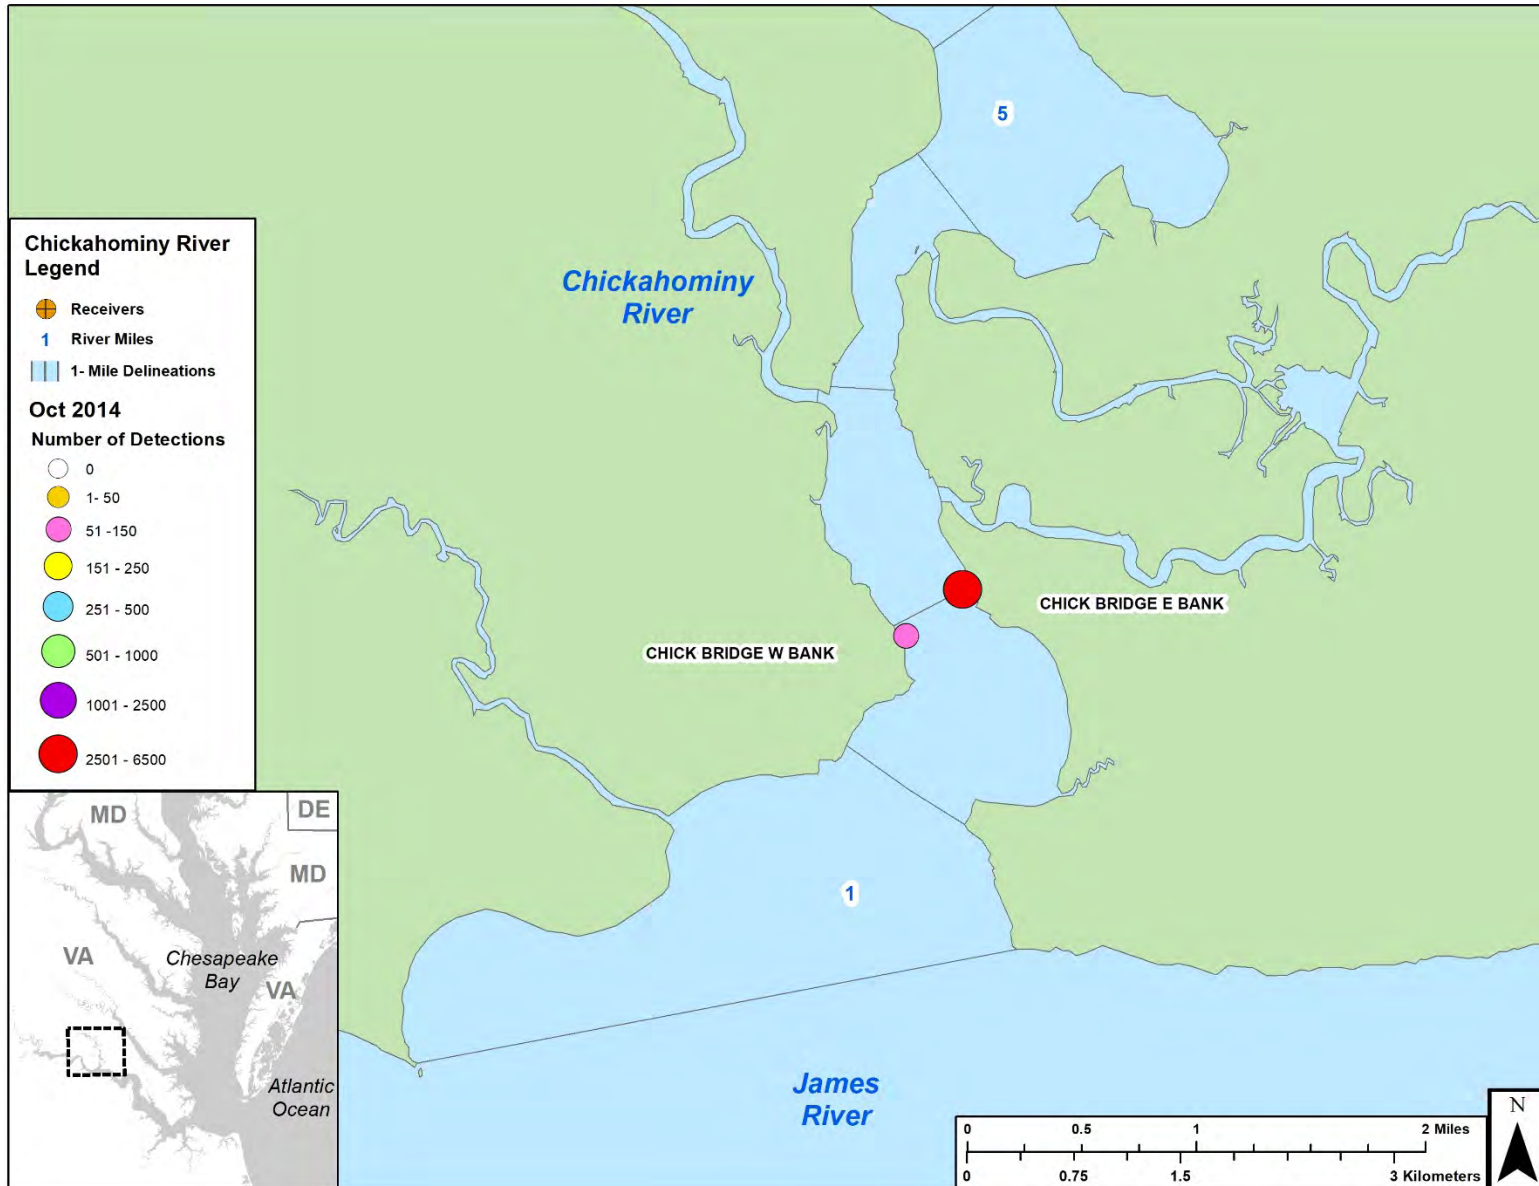 5
Chickahominy
River
Chickahominy River
Legend
Receivers
1 River Miles
1- Mile Delineations
Oct 2014
Number of Detections
0
1- 50
51 -150
151 - 250
251 - 500
501 - 1000
1001 - 2500
2501 - 6500
CHICK BRIDGE E BANK
CHICK BRIDGE W BANK
1
James
River
MD
DE
MD
VA
Chesapeake
Bay
VA
Atlantic
Ocean
0 0.5 1 2 Miles
0 0.75 1.5 3 Kilometers
N